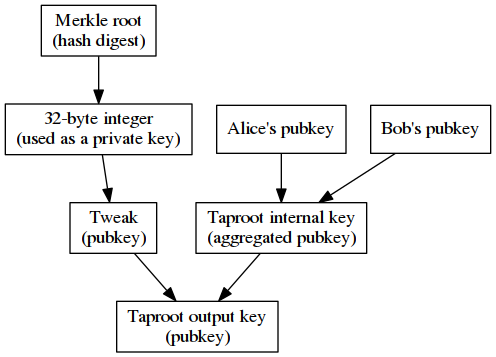 Merkle root
(hash digest)
32-byte integer
(used as a private key)
Alice's pubkey
Bob's pubkey
Tweak
(pubkey)
Taproot internal key
(aggregated pubkey)
Taproot output key
(pubkey)